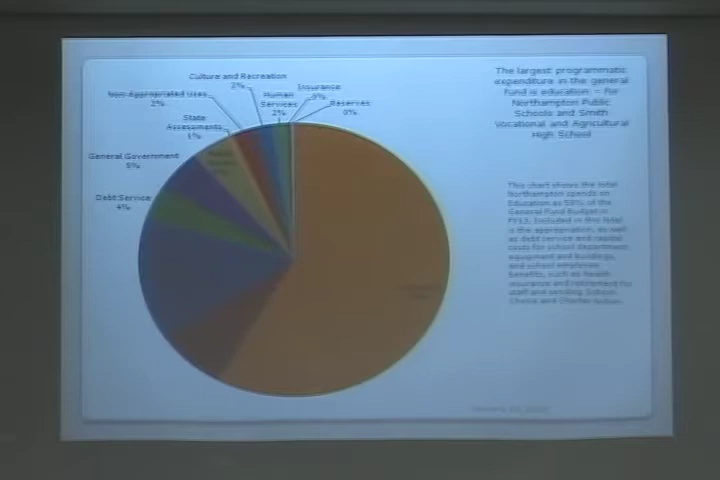 Culture and Recreation
2%
Insurance
0%
Non-Appropriated Uses
2%
Human
Services
2%
Reserves
0%
State
Assessments
1%
General Government
5%
Debt Service
4%
The largest programmatic
expenditure in the general
fund is education – for
Northampton Public
Schools and Smith
Vocational and Agricultural
High School
This chart shows the total
Northampton spends on
Education as 58% of the
General Fund Budget in
Included in this total
is the appropriation, as well
as debt service and capital
costs for school department
equipment and buildings,
and school employee
benefits, such as health
insurance and retirement for
staff and sending School
Choice and Charter tuition.